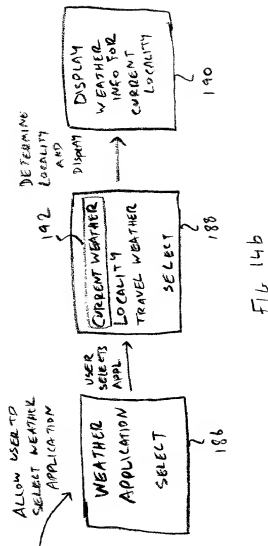 ALLOW USER TO
SELECT WEATHER
APPLICATION
WEATHER
APPLICATION
SELECT
186
USER
SELECTS
APPL.
192
CURRENT WEATHER
LOCALITY
TRAVEL WEATHER
SELECT
188
DETERMINE
LOCALITY
AND
DISPLAY
DISPLAY
WEATHER
INFO FOR
CURRENT
LOCALITY
190
FIG 14b